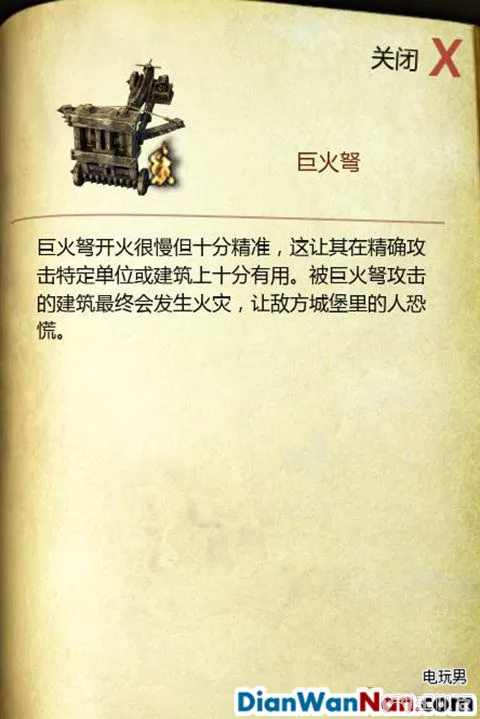 关闭 X
巨火弩
巨火弩开火很慢但十分精准，这让其在精确攻
击特定单位或建筑上十分有用。被巨火弩攻击
的建筑最终会发生火灾，让敌方城堡里的人恐
慌。
电玩男
DianWanNan.com